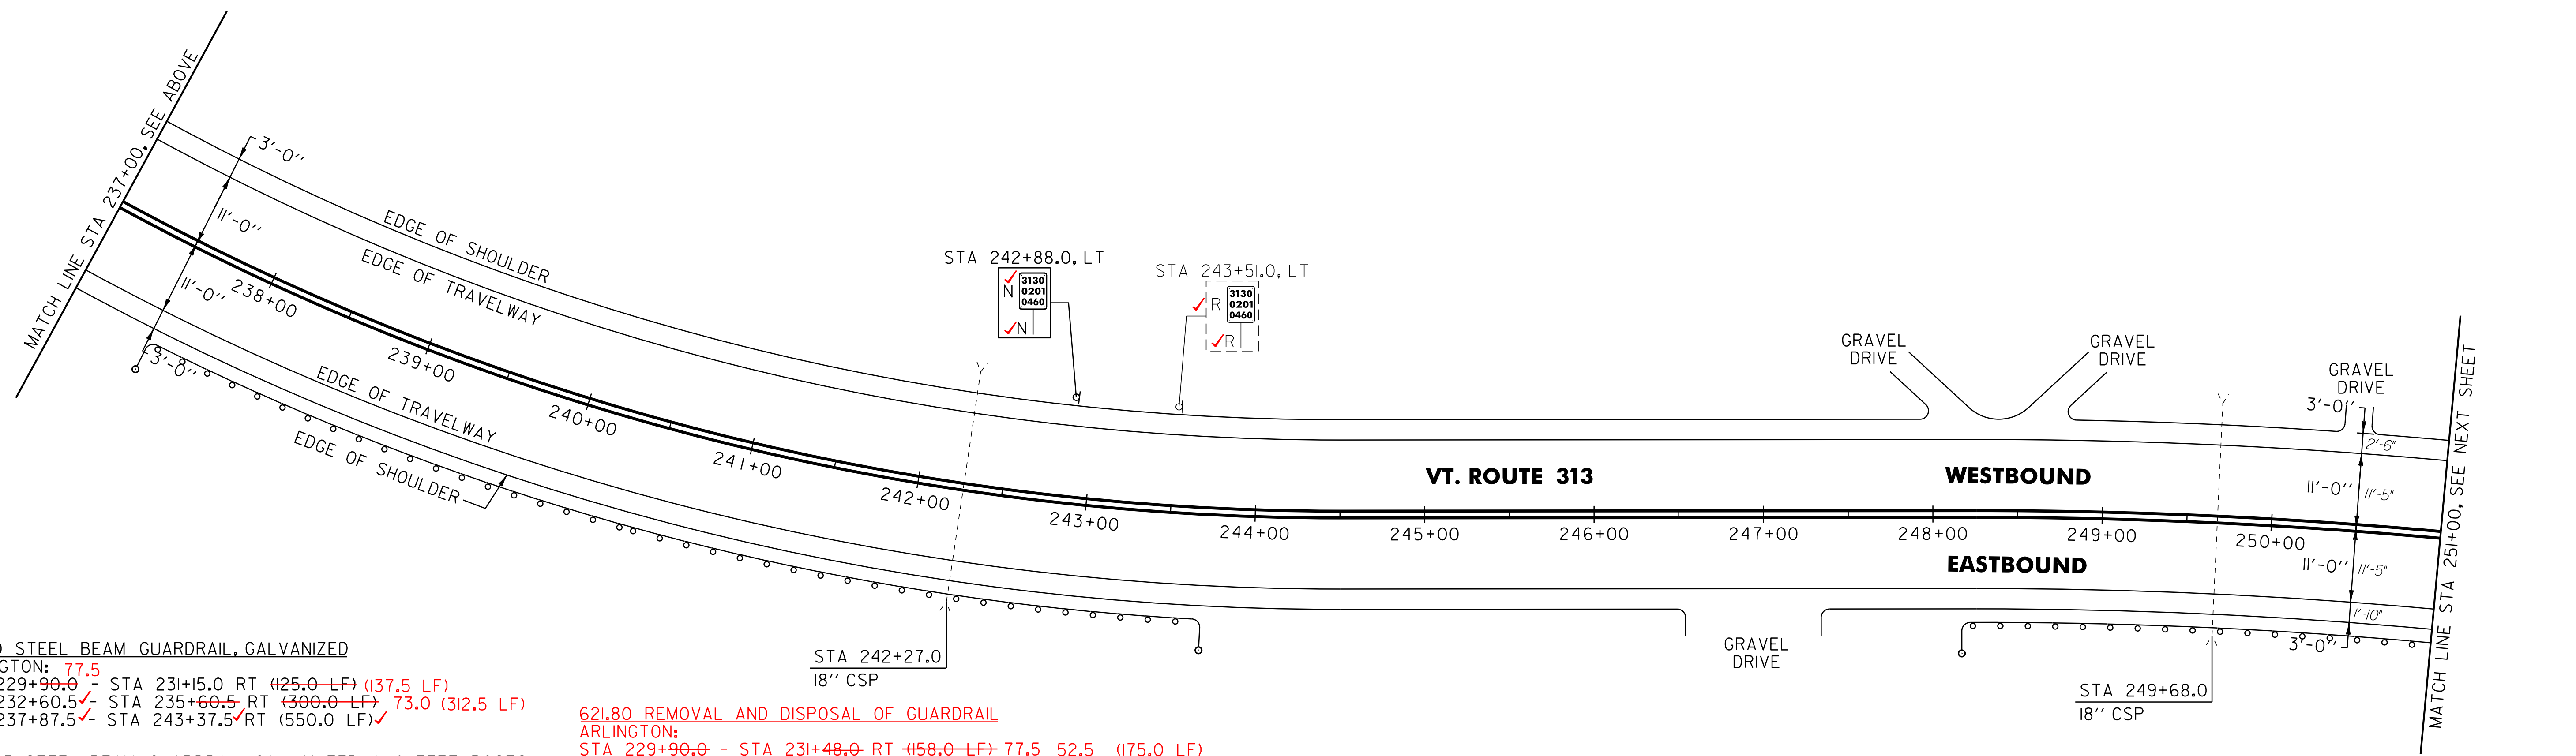 MATCH LINE STA 237+00, SEE ABOVE
3'-0''
11'-0''
11'-0''
3'-0''
EDGE OF SHOULDER
EDGE OF TRAVELWAY
238+00
239+00
240+00
241+00
242+00
243+00
244+00
245+00
246+00
247+00
248+00
249+00
250+00
EDGE OF TRAVELWAY
EDGE OF SHOULDER
STA 242+88.0, LT
N
3130
0201
0460
N
STA 243+51.0, LT
R
3130
0201
0460
R
GRAVEL
DRIVE
GRAVEL
DRIVE
GRAVEL
DRIVE
3'-0''
2'-6"
VT. ROUTE 313
WESTBOUND
11'-0'' 11'-5"
EASTBOUND
11'-0'' 11'-5"
1'-10"
3'-0''
MATCH LINE STA 251+00, SEE NEXT SHEET
STA 242+27.0
18'' CSP
GRAVEL
DRIVE
STA 249+68.0
18'' CSP
STEEL BEAM GUARDRAIL, GALVANIZED
GTON: 77.5
229+90.0 - STA 231+15.0 RT (125.0 LF) (137.5 LF)
232+60.5 - STA 235+60.5 RT (300.0 LF) 73.0 (312.5 LF)
237+87.5 - STA 243+37.5 RT (550.0 LF)
621.80 REMOVAL AND DISPOSAL OF GUARDRAIL
ARLINGTON:
STA 229+90.0 - STA 231+48.0 RT (158.0 LF) 77.5 52.5 (175.0 LF)